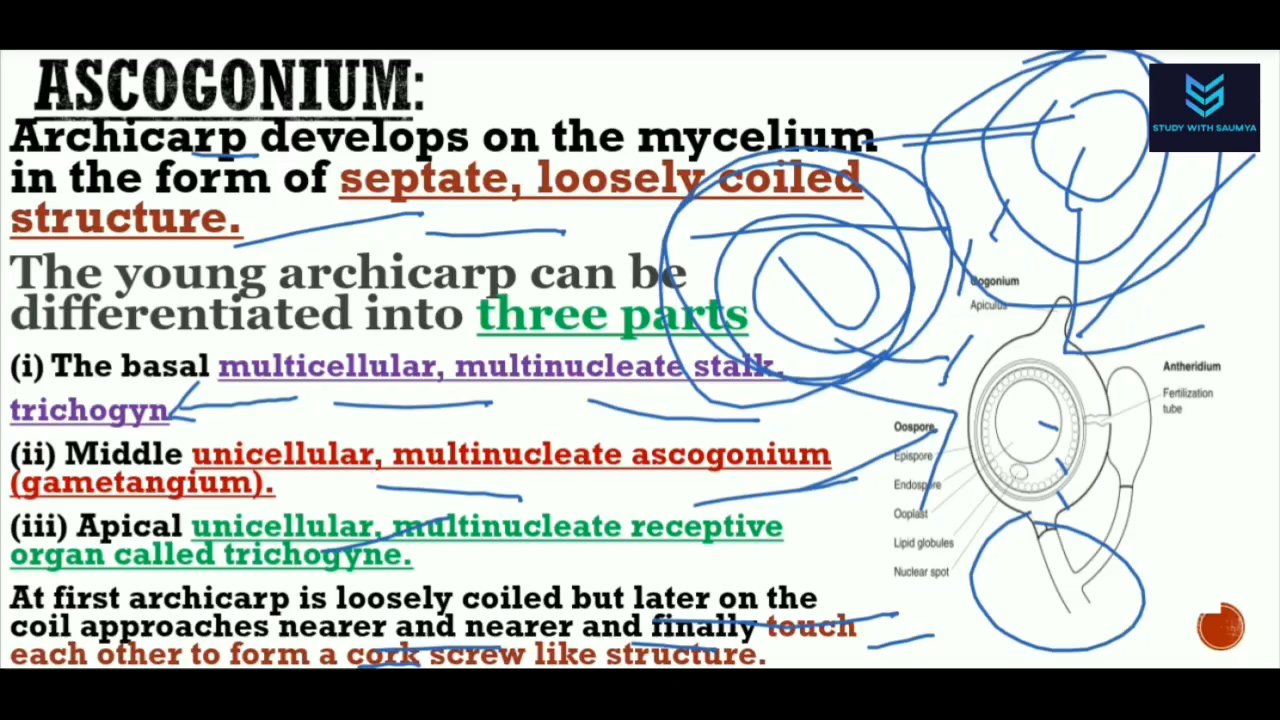 ASCOGONIUM:
STUDY WITH SAUMYA
Archicarp develops on the mycelium
in the form of septate, loosely coiled
structure.
The young archicarp can be
differentiated into three parts
(i) The basal multicellular, multinucleate stalk.
trichogyn
(ii) Middle unicellular, multinucleate ascogonium
(gametangium).
(iii) Apical unicellular, multinucleate receptive
organ called trichogyne.
At first archicarp is loosely coiled but later on the
coil approaches nearer and nearer and finally touch
each other to form a cork screw like structure.
Oogonium
Apiculus
Antheridium
Fertilization
tube
Oospore
Epispore
Endospore
Ooplast
Lipid globules
Nuclear spot